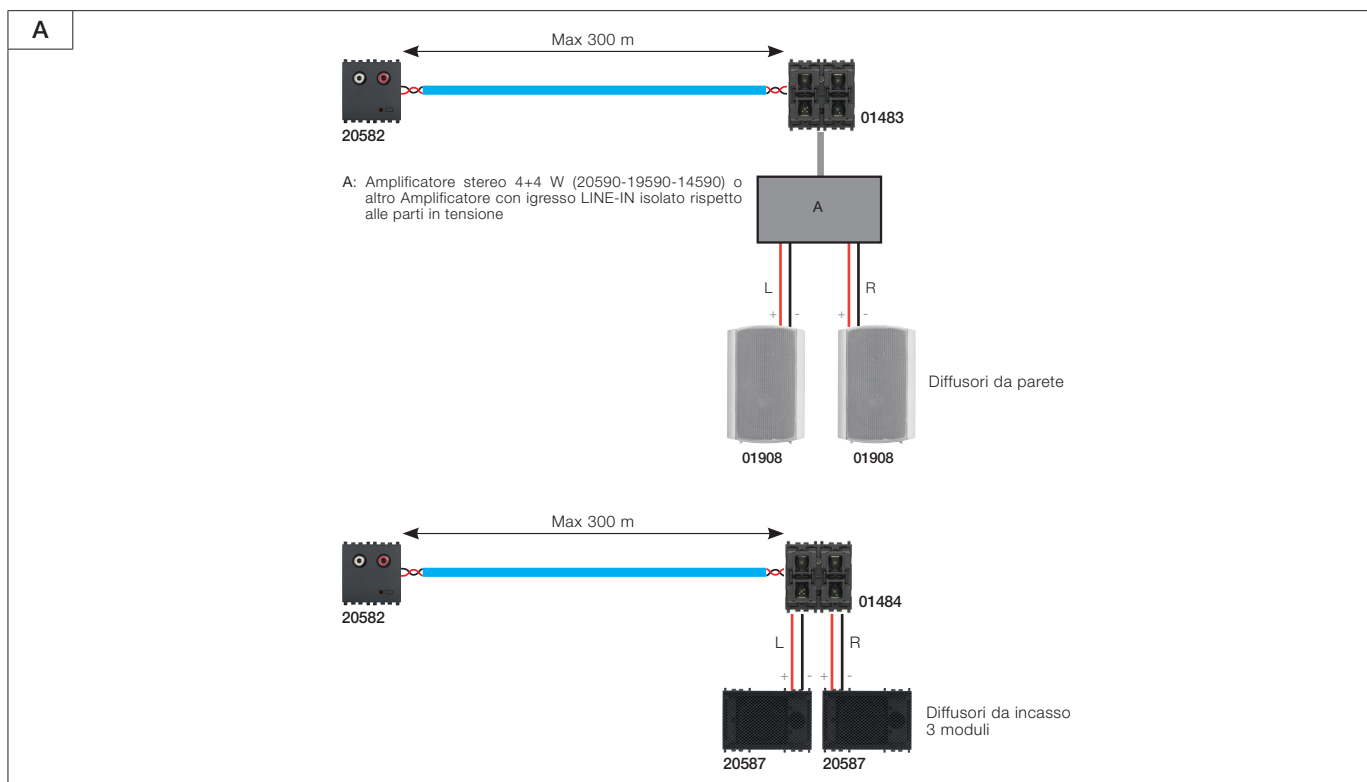 A
Max 300 m
20582
01483
A: Amplificatore stereo 4+4 W (20590-19590-14590) o
altro Amplificatore con igresso LINE-IN isolato rispetto
alle parti in tensione
A
L
R
+ - + -
Diffusori da parete
01908 01908
Max 300 m
20582
01484
L
R
+ - + -
Diffusori da incasso
3 moduli
20587 20587